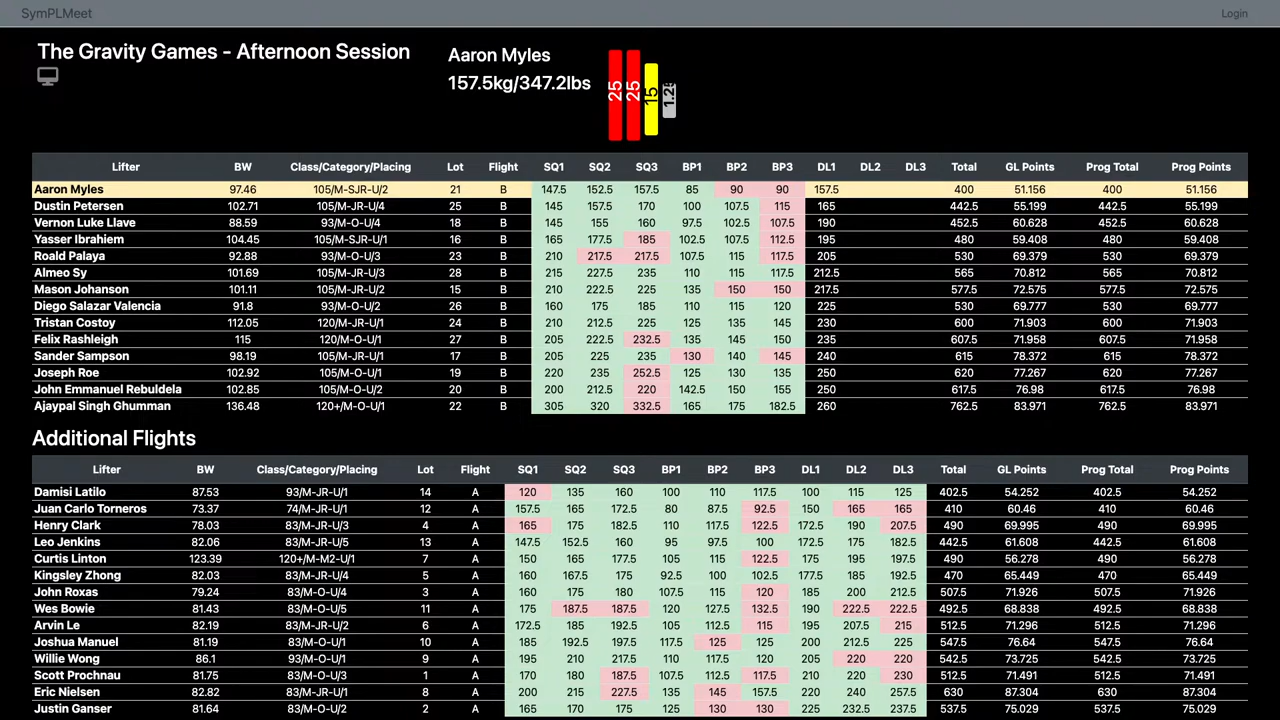 SymPLMeet Login
The Gravity Games - Afternoon Session
Aaron Myles
157.5kg/347.2lbs
25 25 15 1.25
Lifter BW Class/Category/Placing Lot Flight SQ1 SQ2 SQ3 BP1 BP2 BP3 DL1 DL2 DL3 Total GL Points Prog Total Prog Points
Aaron Myles 97.46 105/M-SJR-U/2 21 B 147.5 152.5 157.5 85 90 90 157.5 400 51.156 400 51.156
Dustin Petersen 102.71 105/M-JR-U/4 25 B 145 157.5 170 100 107.5 115 165 442.5 55.199 442.5 55.199
Vernon Luke Llave 88.59 93/M-O-U/4 18 B 145 155 160 97.5 102.5 107.5 190 452.5 60.628 452.5 60.628
Yasser Ibrahiem 104.45 105/M-SJR-U/1 16 B 165 177.5 185 102.5 107.5 112.5 195 480 59.408 480 59.408
Roald Palaya 92.88 93/M-O-U/3 23 B 210 217.5 217.5 107.5 115 117.5 205 530 69.379 530 69.379
Almeo Sy 101.69 105/M-JR-U/3 28 B 215 227.5 235 110 115 117.5 212.5 565 70.812 565 70.812
Mason Johanson 101.11 105/M-JR-U/2 15 B 210 222.5 225 135 150 150 217.5 577.5 72.575 577.5 72.575
Diego Salazar Valencia 91.8 93/M-O-U/2 26 B 160 175 185 110 115 120 225 530 69.777 530 69.777
Tristan Costoy 112.05 120/M-JR-U/1 24 B 210 212.5 225 125 135 145 230 600 71.903 600 71.903
Felix Rashleigh 115 120/M-O-U/1 27 B 205 222.5 232.5 135 145 150 235 607.5 71.958 607.5 71.958
Sander Sampson 98.19 105/M-JR-U/1 17 B 205 225 235 130 140 145 240 615 78.372 615 78.372
Joseph Roe 102.92 105/M-O-U/1 19 B 220 235 252.5 125 130 135 250 620 77.267 620 77.267
John Emmanuel Rebuldela 102.85 105/M-O-U/2 20 B 200 212.5 220 142.5 150 155 250 617.5 76.98 617.5 76.98
Ajaypal Singh Ghumman 136.48 120+/M-O-U/1 22 B 305 320 332.5 165 175 182.5 260 762.5 83.971 762.5 83.971
Additional Flights
Lifter BW Class/Category/Placing Lot Flight SQ1 SQ2 SQ3 BP1 BP2 BP3 DL1 DL2 DL3 Total GL Points Prog Total Prog Points
Damisi Latilo 87.53 93/M-JR-U/1 14 A 120 135 160 100 110 117.5 100 115 125 402.5 54.252 402.5 54.252
Juan Carlo Torneros 73.37 74/M-JR-U/1 12 A 157.5 165 172.5 80 87.5 92.5 150 165 165 410 60.46 410 60.46
Henry Clark 78.03 83/M-JR-U/3 4 A 165 175 182.5 110 117.5 122.5 172.5 190 207.5 490 69.995 490 69.995
Leo Jenkins 82.06 83/M-JR-U/5 13 A 147.5 152.5 160 95 97.5 100 172.5 175 182.5 442.5 61.608 442.5 61.608
Curtis Linton 123.39 120+/M-M2-U/1 7 A 150 165 177.5 105 115 122.5 175 195 197.5 490 56.278 490 56.278
Kingsley Zhong 82.03 83/M-JR-U/4 5 A 160 167.5 175 92.5 100 102.5 177.5 185 192.5 470 65.449 470 65.449
John Roxas 79.24 83/M-O-U/4 3 A 160 175 180 107.5 115 120 185 200 212.5 507.5 71.926 507.5 71.926
Wes Bowie 81.43 83/M-O-U/5 11 A 175 187.5 187.5 120 127.5 132.5 190 222.5 222.5 492.5 68.838 492.5 68.838
Arvin Le 82.19 83/M-JR-U/2 6 A 172.5 185 192.5 105 112.5 115 195 207.5 215 512.5 71.296 512.5 71.296
Joshua Manuel 81.19 83/M-O-U/1 10 A 185 192.5 197.5 117.5 125 125 200 212.5 225 547.5 76.64 547.5 76.64
Willie Wong 86.1 93/M-O-U/1 9 A 195 210 217.5 110 117.5 120 205 220 220 542.5 73.725 542.5 73.725
Scott Prochnau 81.75 83/M-O-U/3 1 A 170 180 187.5 107.5 112.5 117.5 210 220 230 512.5 71.491 512.5 71.491
Eric Nielsen 82.82 83/M-JR-U/1 8 A 200 215 227.5 135 145 157.5 220 240 257.5 630 87.304 630 87.304
Justin Ganser 81.64 83/M-O-U/2 2 A 165 170 175 125 130 130 225 232.5 237.5 537.5 75.029 537.5 75.029